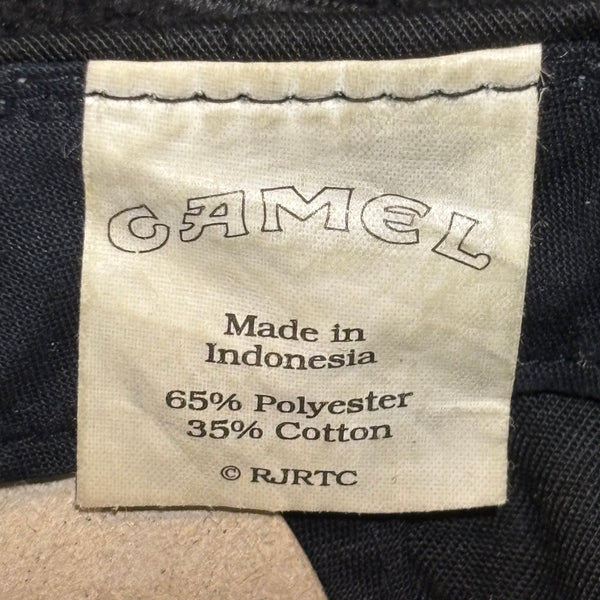 CAMEL
Made in
Indonesia
65% Polyester
35% Cotton
© RJRTC